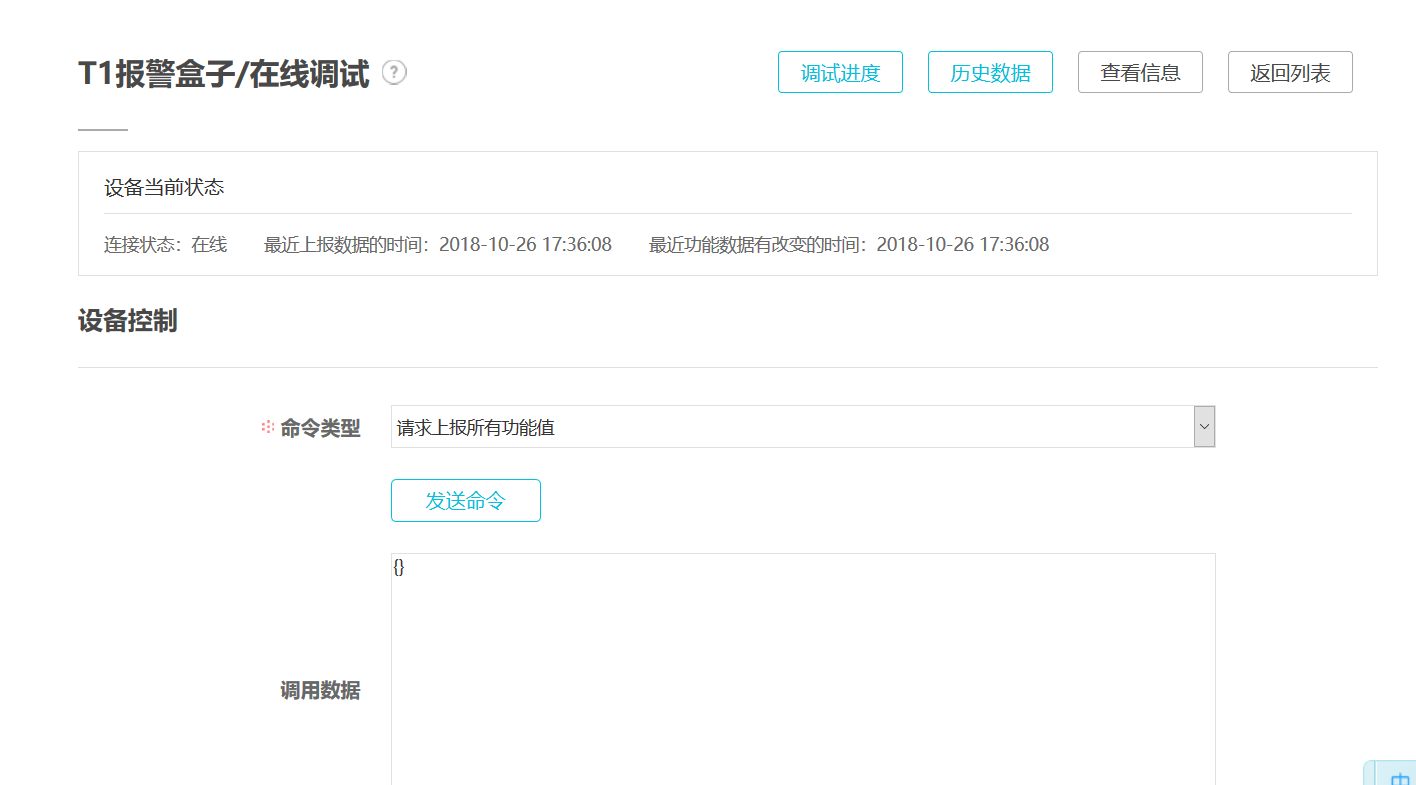 T1报警盒子/在线调试 ?
调试进度 历史数据 查看信息 返回列表
设备当前状态
连接状态：在线 最近上报数据的时间：2018-10-26 17:36:08 最近功能数据有改变的时间：2018-10-26 17:36:08
设备控制
命令类型 请求上报所有功能值
发送命令
{}
调用数据
中